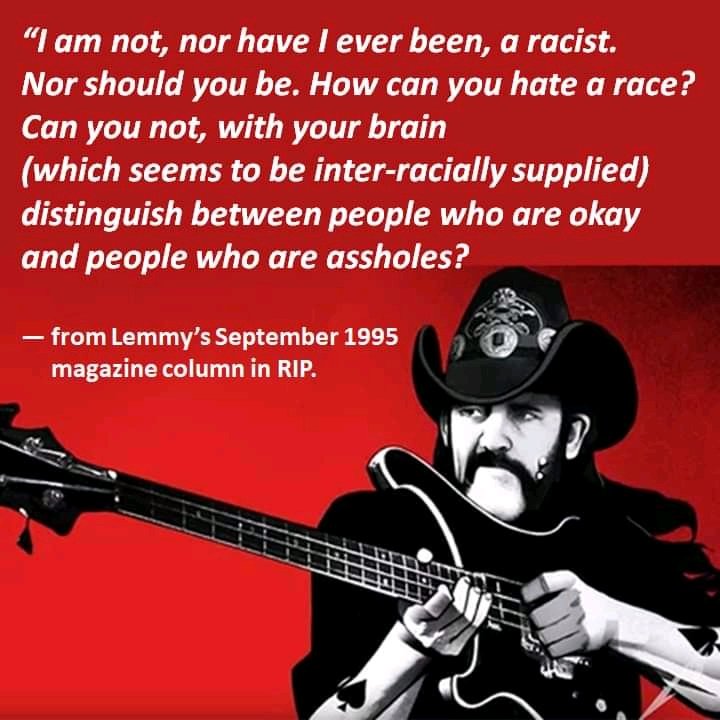 “I am not, nor have I ever been, a racist.
Nor should you be. How can you hate a race?
Can you not, with your brain
(which seems to be inter-racially supplied)
distinguish between people who are okay
and people who are assholes?
— from Lemmy’s September 1995
magazine column in RIP.